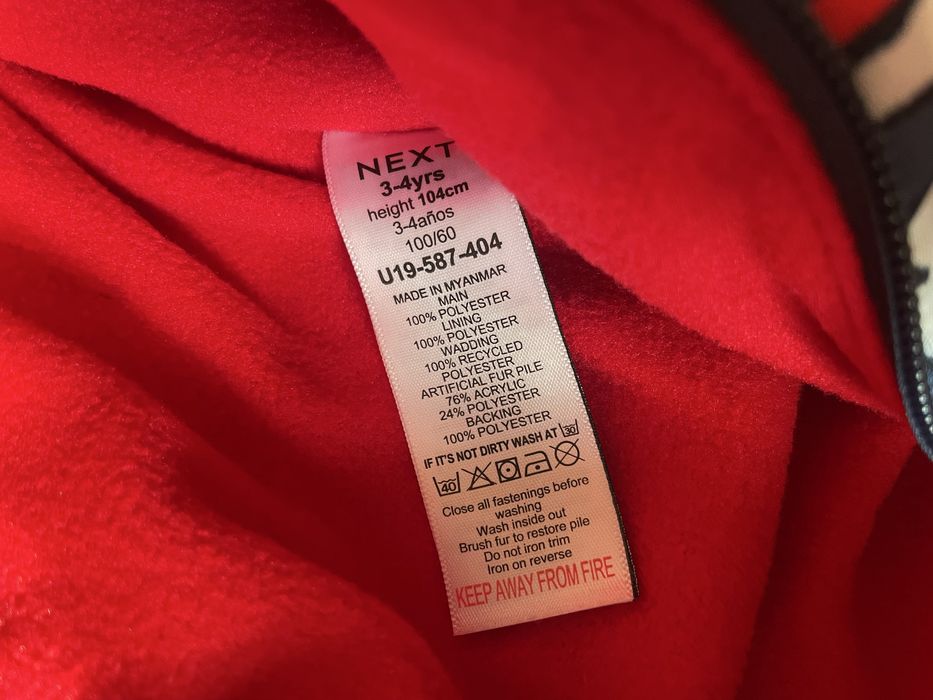 NEXT
3-4yrs
height 104cm
3-4años
100/60
U19-587-404
MADE IN MYANMAR
MAIN
100% POLYESTER
LINING
100% POLYESTER
WADDING
100% RECYCLED
POLYESTER
ARTIFICIAL FUR PILE
76% ACRYLIC
24% POLYESTER
BACKING
100% POLYESTER
IF IT'S NOT DIRTY WASH AT 30
40
Close all fastenings before
washing
Wash inside out
Brush fur to restore pile
Do not iron trim
Iron on reverse
KEEP AWAY FROM FIRE